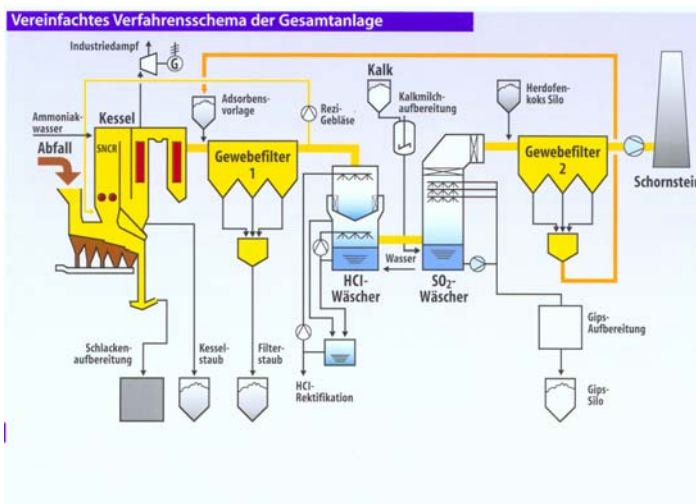 Vereinfachtes Verfahrensschema der Gesamtanlage
Industriedampf
G
Ammoniak-
wasser
Kessel
SNCR
Abfall
Adsorbens-
vorlage
Rezi-
Gebläse
Kalk
Kalkmilch-
aufbereitung
Herdofen-
koks Silo
Gewebefilter
1
Gewebefilter
2
Schornstein
Wasser
HCl-
Wäscher
SO₂-
Wäscher
Schlacken-
aufbereitung
Kessel-
staub
Filter-
staub
HCl-
Rektifikation
Gips-
Aufbereitung
Gips-
Silo